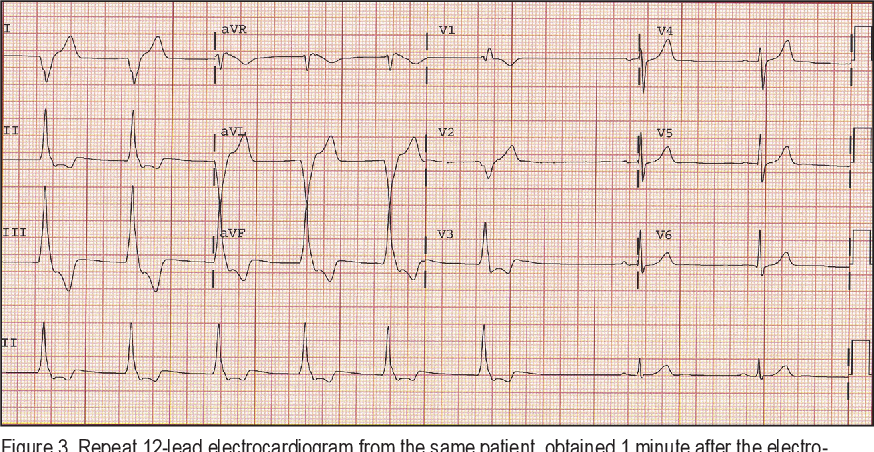 I aVR V1 V4
II aVL V2 V5
III aVF V3 V6
II
Figure 3. Repeat 12-lead electrocardiogram from the same patient, obtained 1 minute after the electro-